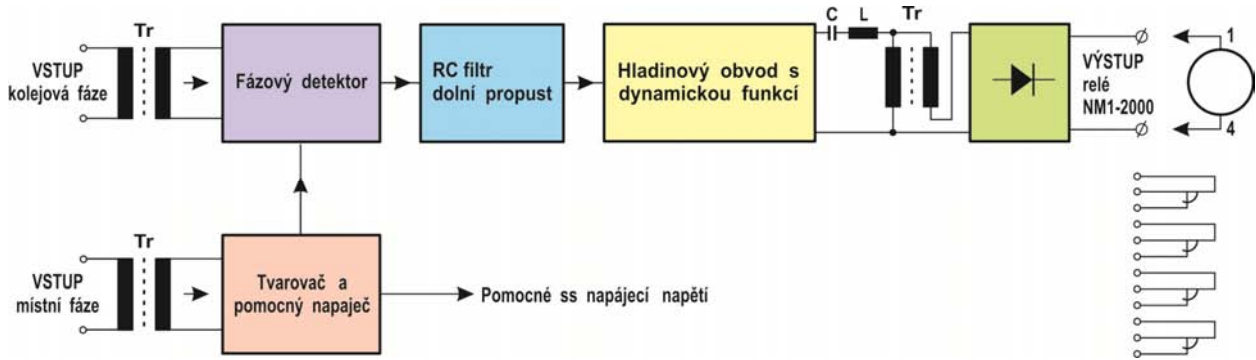 Tr
VSTUP
kolejová fáze
Fázový detektor
RC filtr
dolní propust
Hladinový obvod s
dynamickou funkcí
C
L
Tr
VÝSTUP
relé
NM1-2000
1
4
Tr
VSTUP
místní fáze
Tvarovač a
pomocný napaječ
Pomocné ss napájecí napětí